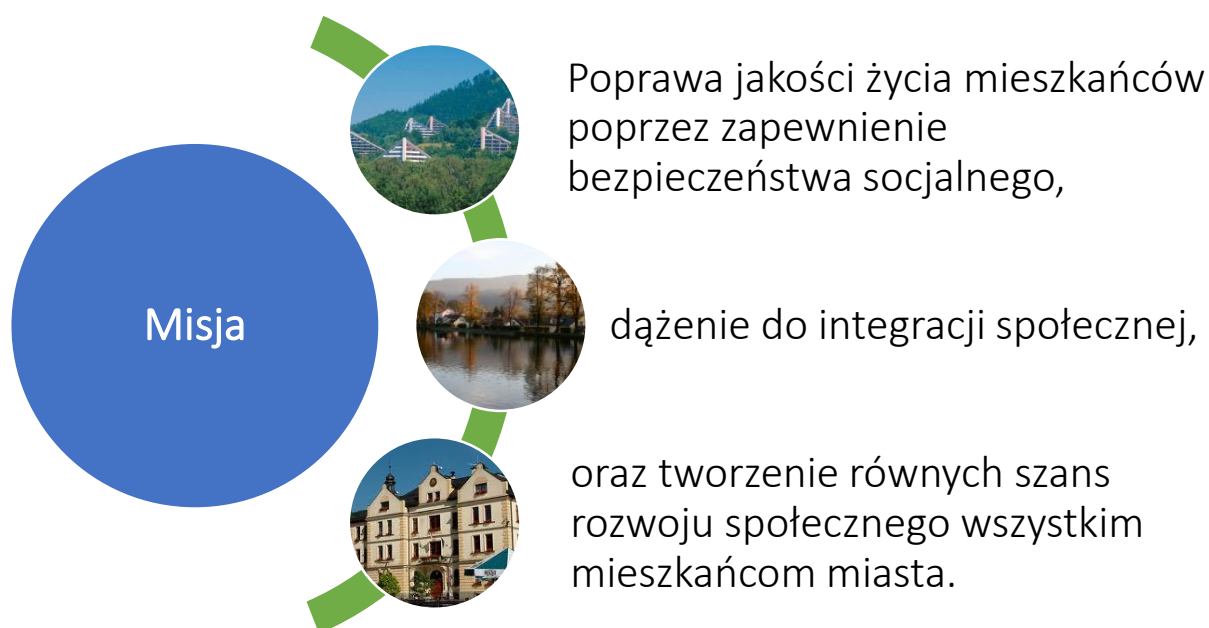 Misja
Poprawa jakości życia mieszkańców
poprzez zapewnienie
bezpieczeństwa socjalnego,
dążenie do integracji społecznej,
oraz tworzenie równych szans
rozwoju społecznego wszystkim
mieszkańcom miasta.